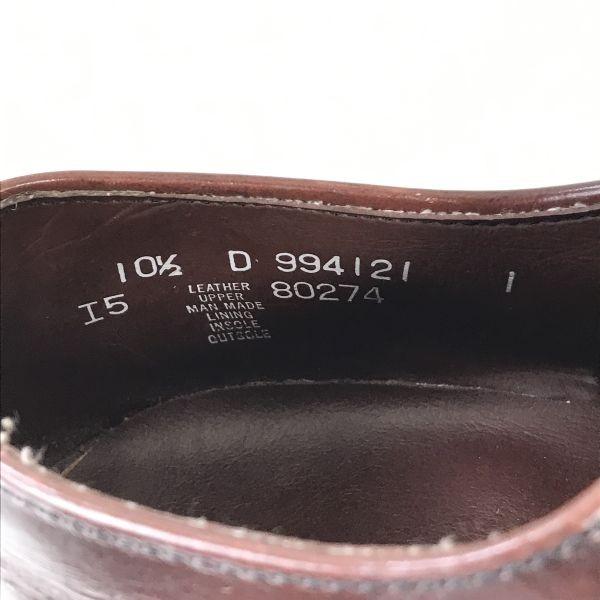 10½ D 994121 1
I5 80274
LEATHER
UPPER
MAN MADE
LINING
INSOLE
OUTSOLE